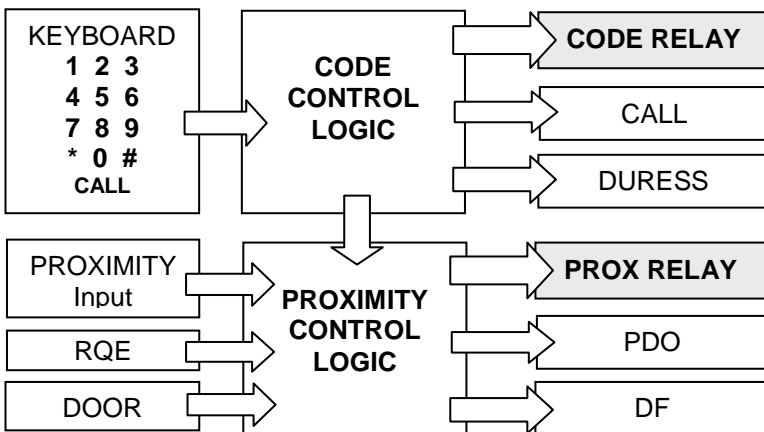 KEYBOARD
1 2 3
4 5 6
7 8 9
* 0 #
CALL
CODE
CONTROL
LOGIC
CODE RELAY
CALL
DURESS
PROXIMITY
Input
RQE
DOOR
PROXIMITY
CONTROL
LOGIC
PROX RELAY
PDO
DF